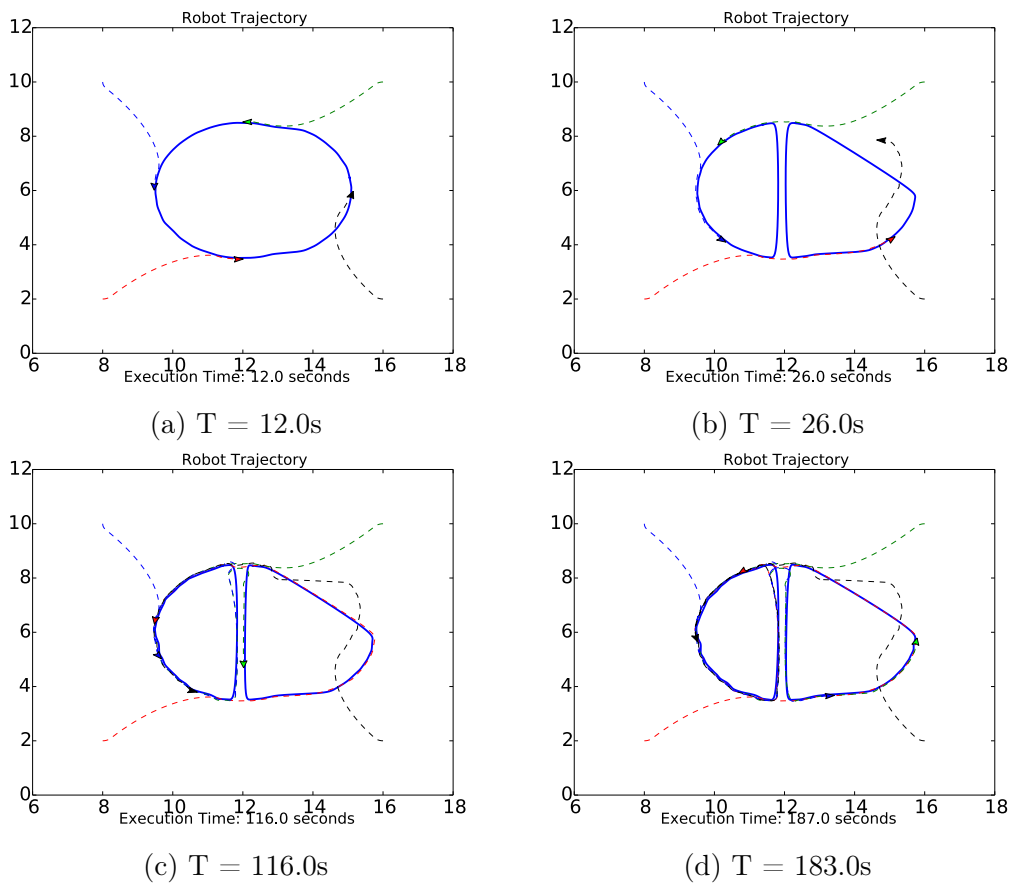 Robot Trajectory
12
10
8
6
4
2
0
6 8 10 12 14 16 18
Execution Time: 12.0 seconds
(a) T = 12.0s
Robot Trajectory
12
10
8
6
4
2
0
6 8 10 12 14 16 18
Execution Time: 26.0 seconds
(b) T = 26.0s
Robot Trajectory
12
10
8
6
4
2
0
6 8 10 12 14 16 18
Execution Time: 116.0 seconds
(c) T = 116.0s
Robot Trajectory
12
10
8
6
4
2
0
6 8 10 12 14 16 18
Execution Time: 187.0 seconds
(d) T = 183.0s